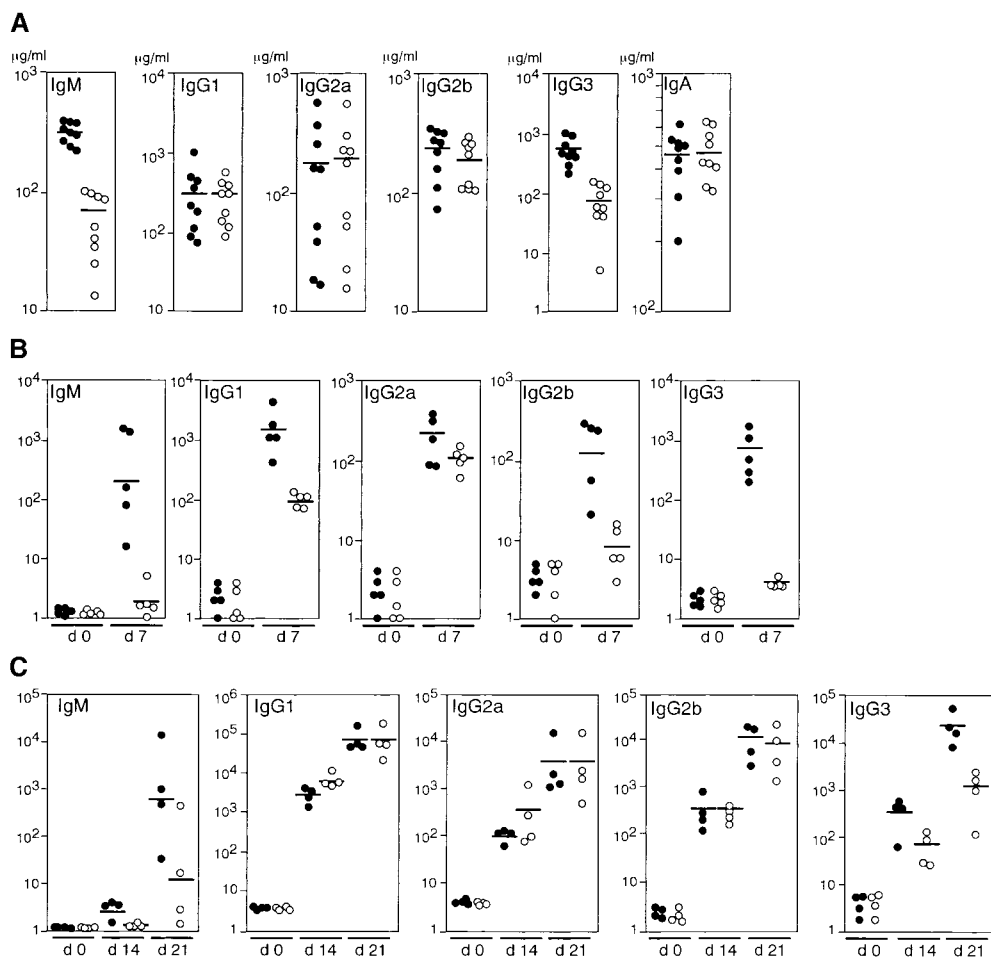 A
μg/ml μg/ml μg/ml μg/ml μg/ml μg/ml
10³ 10⁴ 10³ 10³ 10⁴ 10³
IgM IgG1 IgG2a IgG2b IgG3 IgA
10³ 10³
10² 10² 10² 10²
10² 10
10 10 10 10 1 10²
B
10⁴ 10⁴ 10³ 10³ 10⁴
IgM IgG1 IgG2a IgG2b IgG3
10³ 10³ 10³
10² 10²
10² 10² 10²
10 10 10 10 10
1 1 1 1 1
d 0 d 7 d 0 d 7 d 0 d 7 d 0 d 7 d 0 d 7
C
10⁵ 10⁶ 10⁵ 10⁵ 10⁵
IgM IgG1 IgG2a IgG2b IgG3
10⁴ 10⁵ 10⁴ 10⁴ 10⁴
10⁴
10³ 10³ 10³ 10³ 10³
10² 10² 10² 10² 10²
10 10 10 10 10
1 1 1 1 1
d 0 d 14 d 21 d 0 d 14 d 21 d 0 d 14 d 21 d 0 d 14 d 21 d 0 d 14 d 21